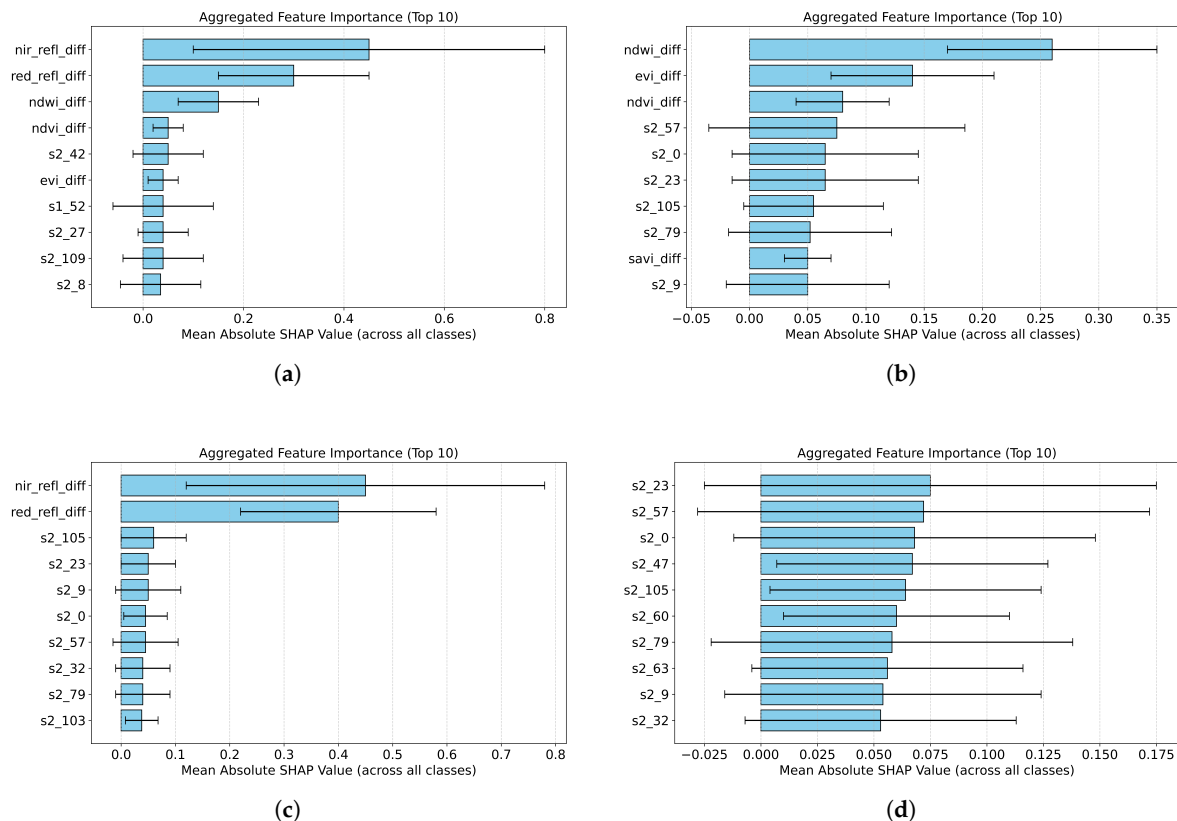 Aggregated Feature Importance (Top 10)
nir_refl_diff
red_refl_diff
ndwi_diff
ndvi_diff
s2_42
evi_diff
s1_52
s2_27
s2_109
s2_8
0.0 0.2 0.4 0.6 0.8
Mean Absolute SHAP Value (across all classes)
(a)
Aggregated Feature Importance (Top 10)
ndwi_diff
evi_diff
ndvi_diff
s2_57
s2_0
s2_23
s2_105
s2_79
savi_diff
s2_9
−0.05 0.00 0.05 0.10 0.15 0.20 0.25 0.30 0.35
Mean Absolute SHAP Value (across all classes)
(b)
Aggregated Feature Importance (Top 10)
nir_refl_diff
red_refl_diff
s2_105
s2_23
s2_9
s2_0
s2_57
s2_32
s2_79
s2_103
0.0 0.1 0.2 0.3 0.4 0.5 0.6 0.7 0.8
Mean Absolute SHAP Value (across all classes)
(c)
Aggregated Feature Importance (Top 10)
s2_23
s2_57
s2_0
s2_47
s2_105
s2_60
s2_79
s2_63
s2_9
s2_32
−0.025 0.000 0.025 0.050 0.075 0.100 0.125 0.150 0.175
Mean Absolute SHAP Value (across all classes)
(d)